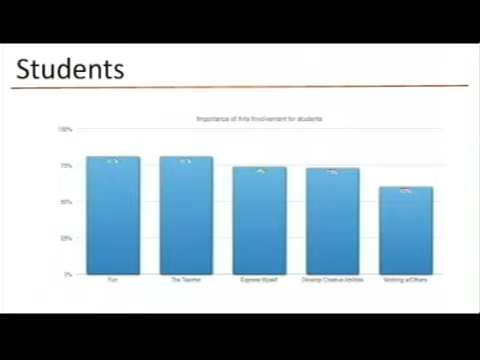 Students
Importance of Arts Involvement for students
100%
75%
50%
25%
0%
Fun
The Teacher
Express Myself
Develop Creative Abilities
Working w/Others